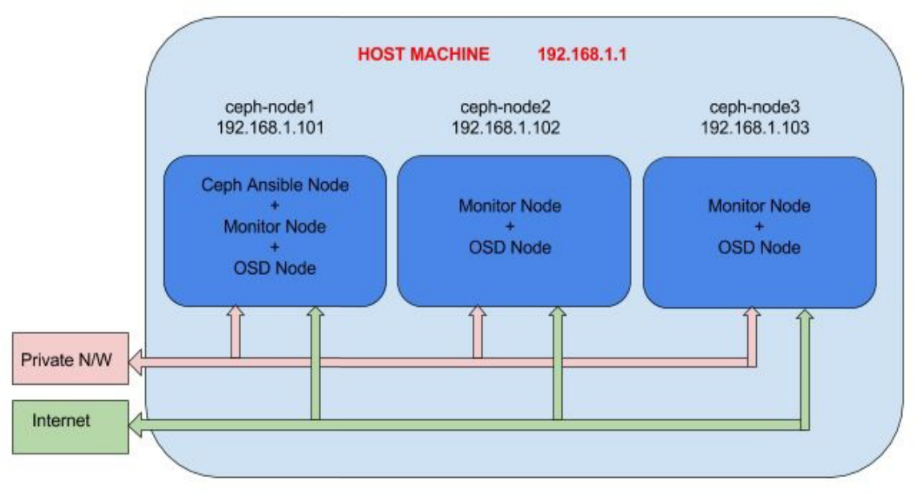 HOST MACHINE 192.168.1.1
ceph-node1
192.168.1.101
ceph-node2
192.168.1.102
ceph-node3
192.168.1.103
Ceph Ansible Node
+
Monitor Node
+
OSD Node
Monitor Node
+
OSD Node
Monitor Node
+
OSD Node
Private N/W
Internet